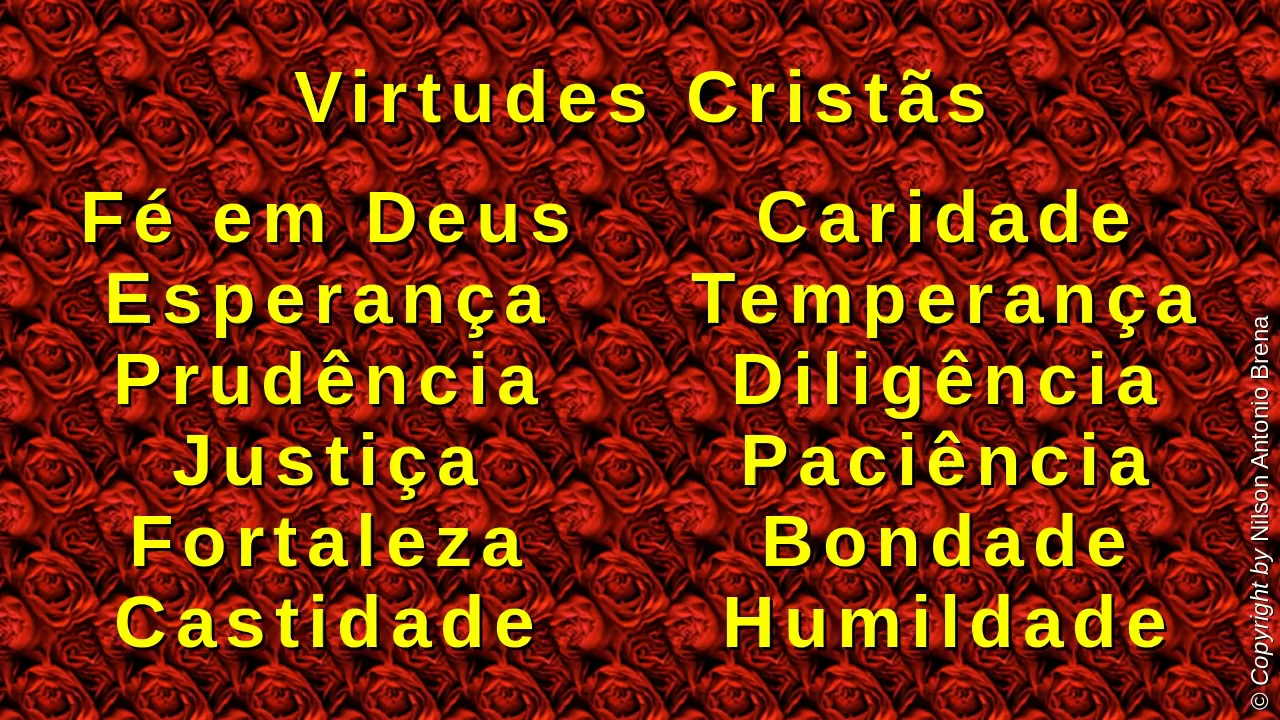 Virtudes Cristãs
Fé em Deus
Esperança
Prudência
Justiça
Fortaleza
Castidade
Caridade
Temperança
Diligência
Paciência
Bondade
Humildade
© Copyright by Nilson Antonio Brena